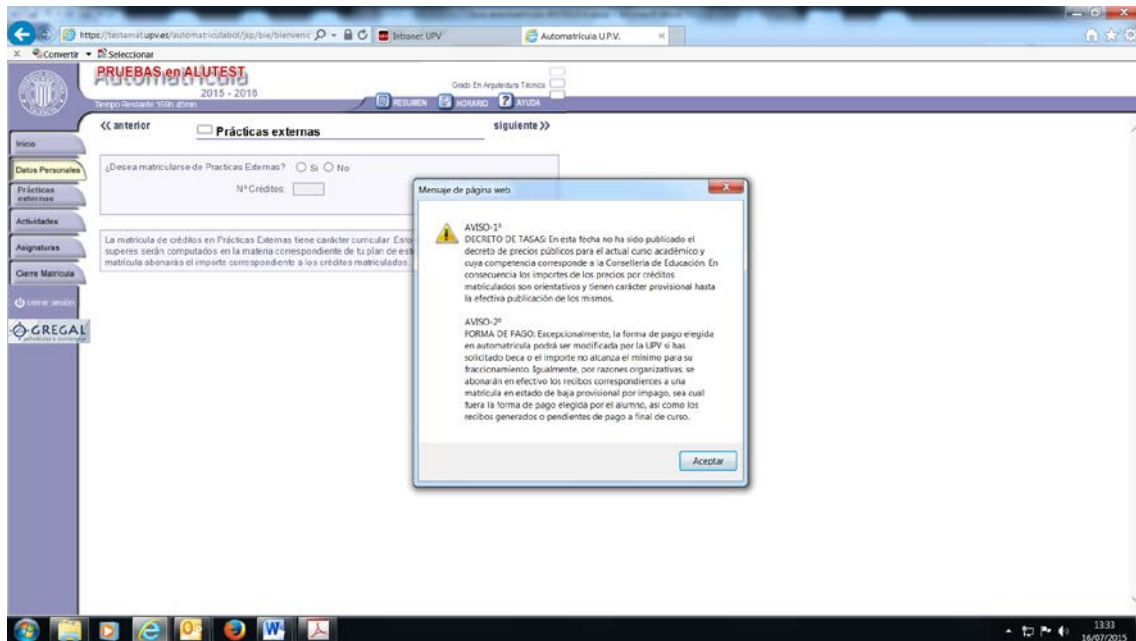 https://testamat.upv.es/automatriculabol/jsp/bie/bienvenic
Intranet UPV
Automatrícula U.P.V.
Convertir
Seleccionar
PRUEBAS en ALUTEST
Automatrícula
2015 - 2016
Grado En Arquitectura Técnica
Tiempo Restante 166h 45min
RESUMEN
HORARIO
AYUDA
<< anterior
Prácticas externas
siguiente >>
Inicio
Datos Personales
Prácticas
externas
Actividades
Asignaturas
Cierre Matrícula
cerrar sesión
GREGAL
¿Desea matricularse de Practicas Externas? Si No
Nº Créditos:
La matrícula de créditos en Prácticas Externas tiene carácter curricular. Esto
superes serán computados en la materia correspondiente de tu plan de est
matrícula abonarás el importe correspondiente a los créditos matriculados.
Mensaje de página web
AVISO-1º
DECRETO DE TASAS: En esta fecha no ha sido publicado el
decreto de precios públicos para el actual curso académico y
cuya competencia corresponde a la Conselleria de Educación. En
consecuencia los importes de los precios por créditos
matriculados son orientativos y tienen carácter provisional hasta
la efectiva publicación de los mismos.
AVISO-2º
FORMA DE PAGO: Excepcionalmente, la forma de pago elegida
en automatrícula podrá ser modificada por la UPV si has
solicitado beca o el importe no alcanza el mínimo para su
fraccionamiento. Igualmente, por razones organizativas, se
abonarán en efectivo los recibos correspondientes a una
matrícula en estado de baja provisional por impago, sea cual
fuera la forma de pago elegida por el alumno, así como los
recibos generados o pendientes de pago a final de curso.
Aceptar
13:33
16/07/2015